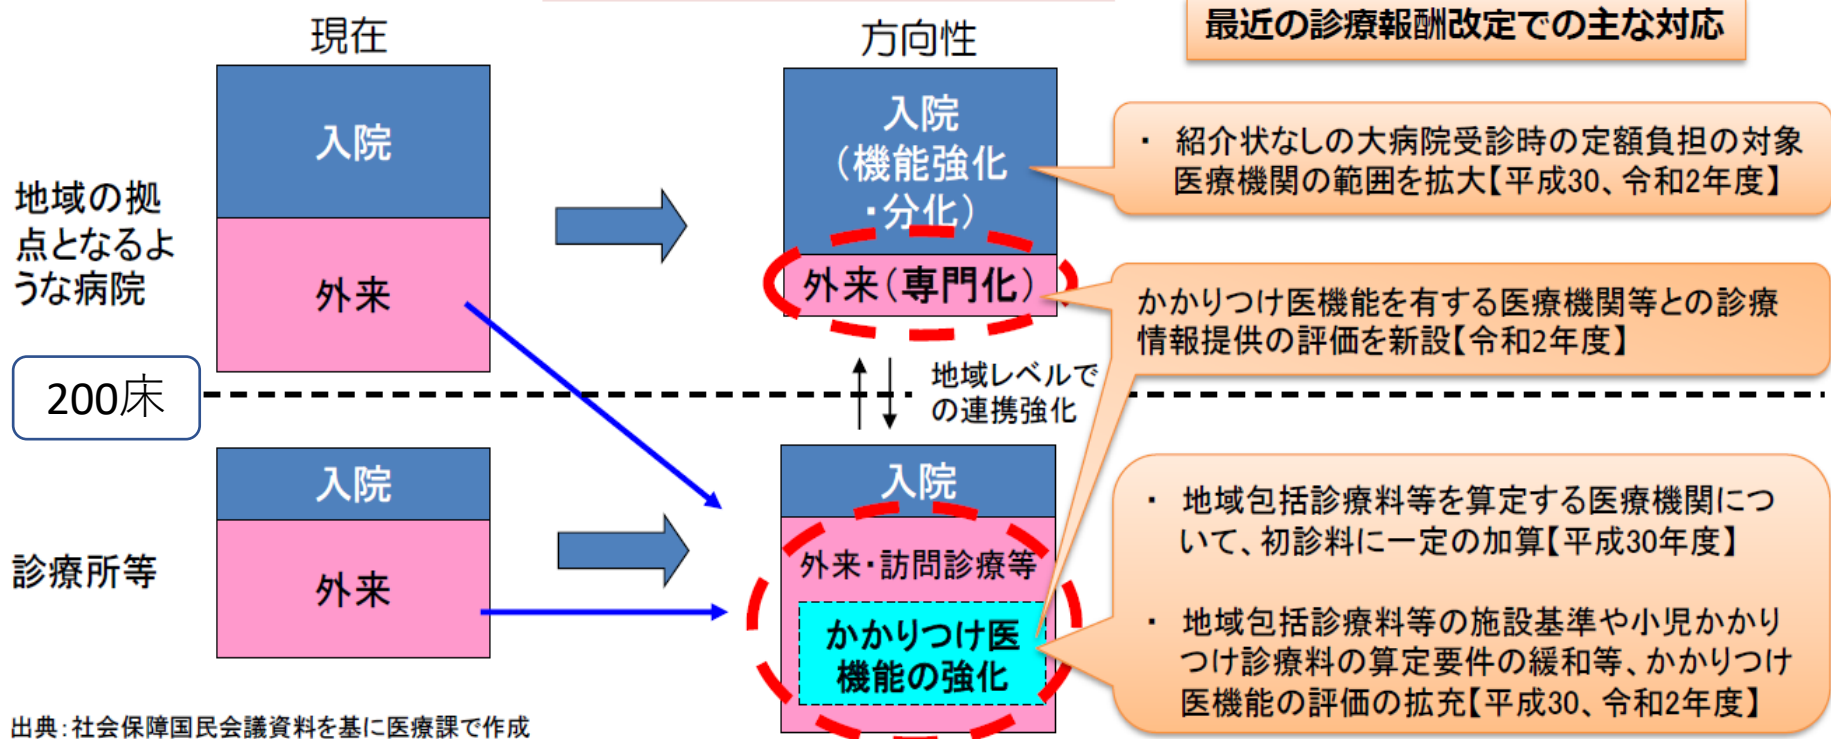 現在
方向性
最近の診療報酬改定での主な対応
地域の拠
点となるよ
うな病院
入院
外来
入院
（機能強化
・分化）
外来（専門化）
・ 紹介状なしの大病院受診時の定額負担の対象
医療機関の範囲を拡大【平成30、令和2年度】
かかりつけ医機能を有する医療機関等との診療
情報提供の評価を新設【令和2年度】
200床
地域レベルで
の連携強化
診療所等
入院
外来
入院
外来・訪問診療等
かかりつけ医
機能の強化
・ 地域包括診療料等を算定する医療機関につ
いて、初診料に一定の加算【平成30年度】
・ 地域包括診療料等の施設基準や小児かかり
つけ診療料の算定要件の緩和等、かかりつけ
医機能の評価の拡充【平成30、令和2年度】
出典：社会保障国民会議資料を基に医療課で作成